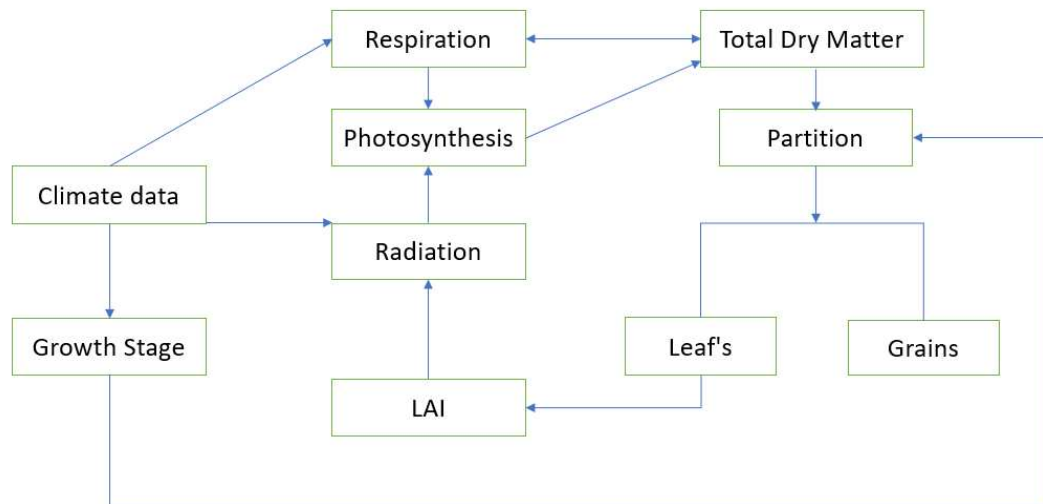 Respiration
Total Dry Matter
Photosynthesis
Partition
Climate data
Radiation
Growth Stage
Leaf's
Grains
LAI